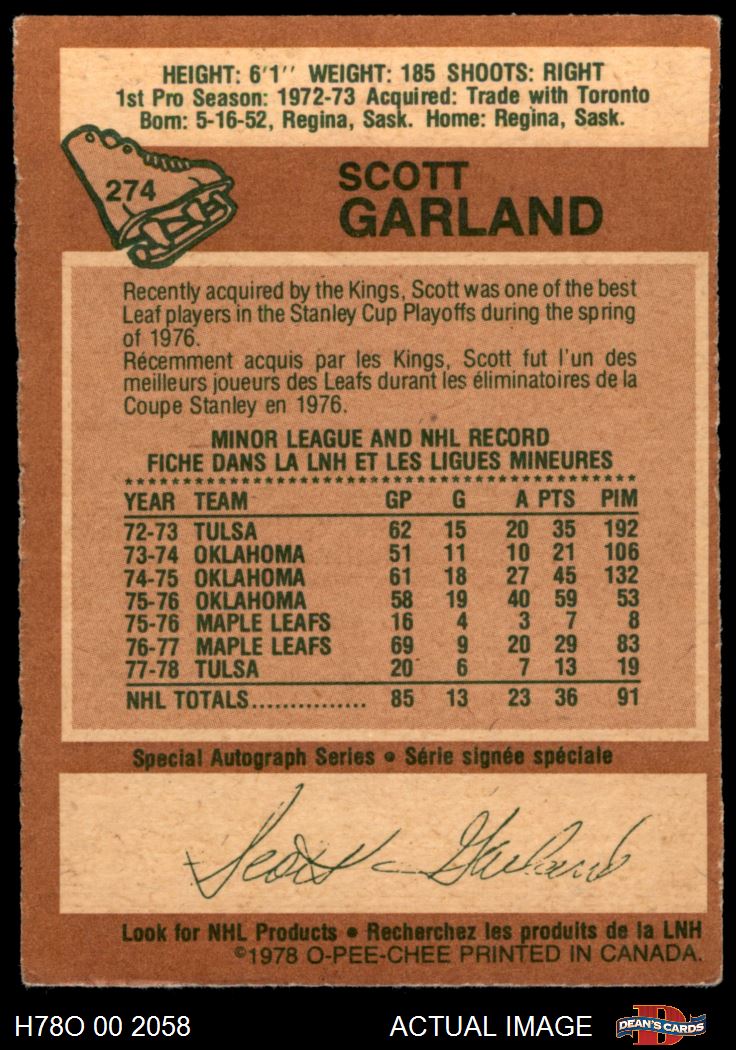 HEIGHT: 6'1'' WEIGHT: 185 SHOOTS: RIGHT
1st Pro Season: 1972-73 Acquired: Trade with Toronto
Born: 5-16-52, Regina, Sask. Home: Regina, Sask.
274
SCOTT
GARLAND
Recently acquired by the Kings, Scott was one of the best
Leaf players in the Stanley Cup Playoffs during the spring
of 1976.
Récemment acquis par les Kings, Scott fut l'un des
meilleurs joueurs des Leafs durant les éliminatoires de la
Coupe Stanley en 1976.
MINOR LEAGUE AND NHL RECORD
FICHE DANS LA LNH ET LES LIGUES MINEURES
YEAR TEAM GP G A PTS PIM
72-73 TULSA 62 15 20 35 192
73-74 OKLAHOMA 51 11 10 21 106
74-75 OKLAHOMA 61 18 27 45 132
75-76 OKLAHOMA 58 19 40 59 53
75-76 MAPLE LEAFS 16 4 3 7 8
76-77 MAPLE LEAFS 69 9 20 29 83
77-78 TULSA 20 6 7 13 19
NHL TOTALS............... 85 13 23 36 91
Special Autograph Series • Série signée spéciale
Scott Garland
Look for NHL Products • Recherchez les produits de la LNH
©1978 O-PEE-CHEE PRINTED IN CANADA.
H78O 00 2058 ACTUAL IMAGE D DEAN'S CARDS